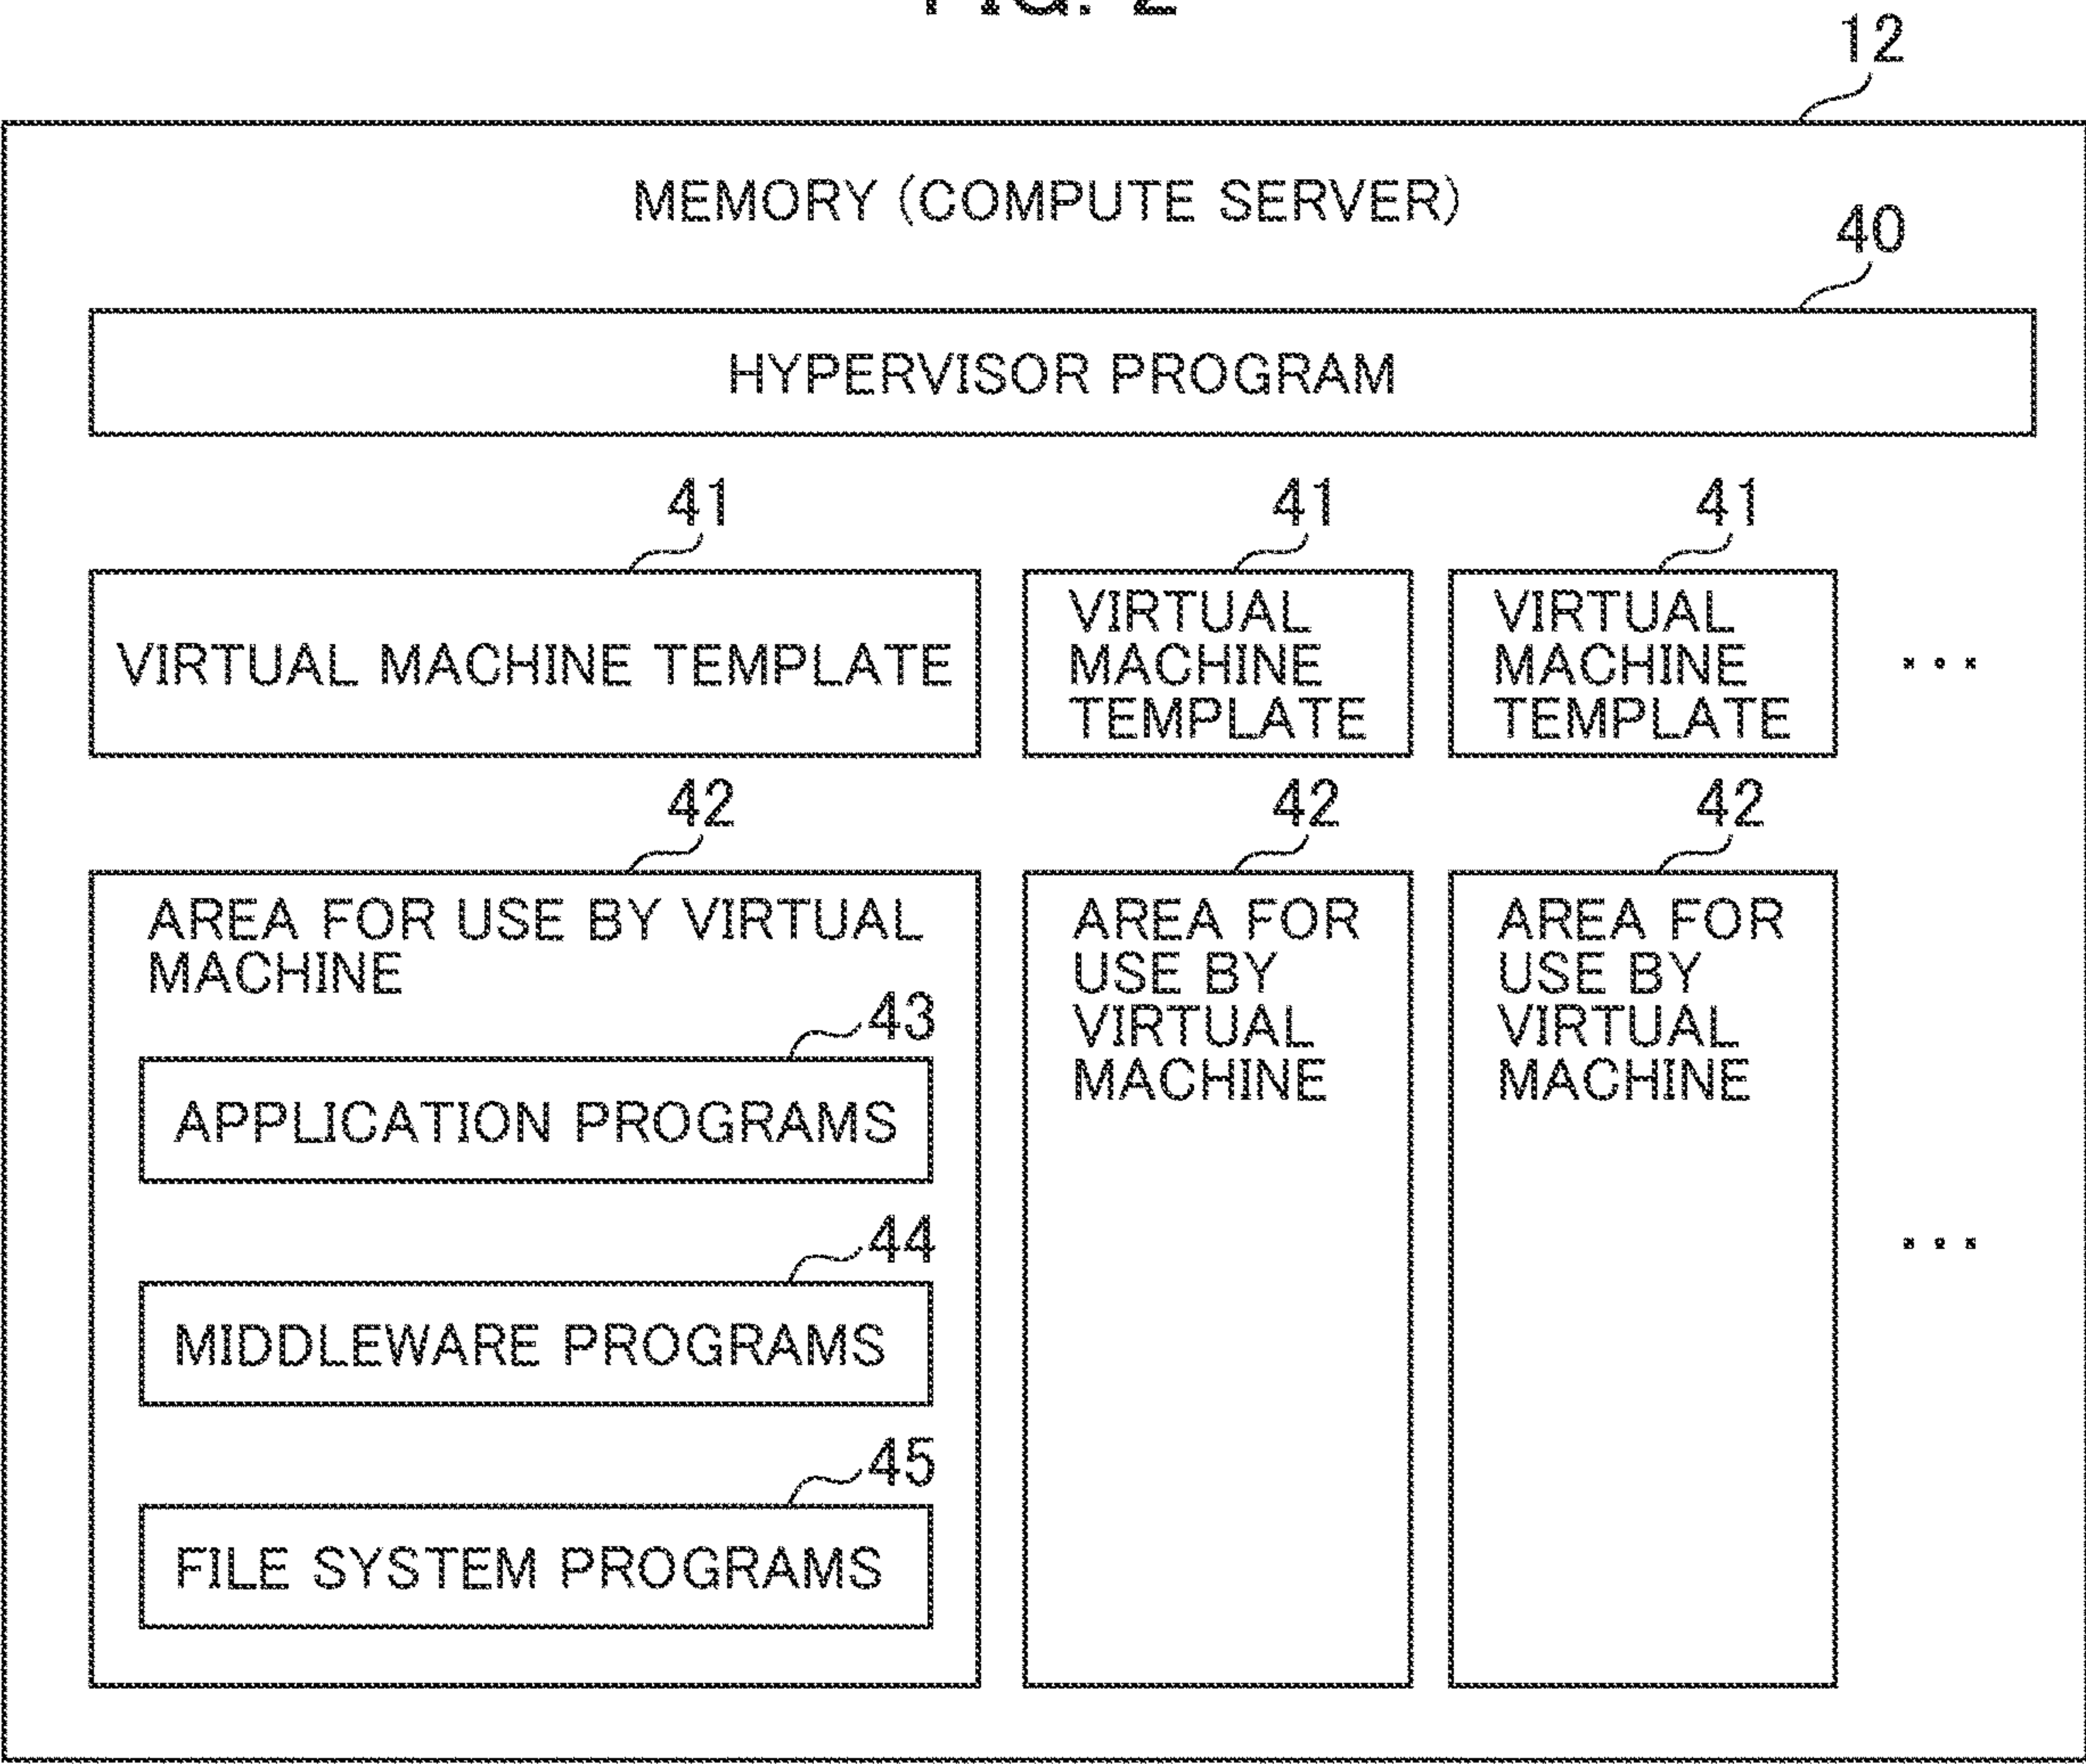 FIG. 2
12
MEMORY (COMPUTE SERVER)
40
HYPERVISOR PROGRAM
41
41
41
VIRTUAL MACHINE TEMPLATE
VIRTUAL
MACHINE
TEMPLATE
VIRTUAL
MACHINE
TEMPLATE
...
42
42
42
AREA FOR USE BY VIRTUAL
MACHINE
43
APPLICATION PROGRAMS
44
MIDDLEWARE PROGRAMS
45
FILE SYSTEM PROGRAMS
AREA FOR
USE BY
VIRTUAL
MACHINE
AREA FOR
USE BY
VIRTUAL
MACHINE
...